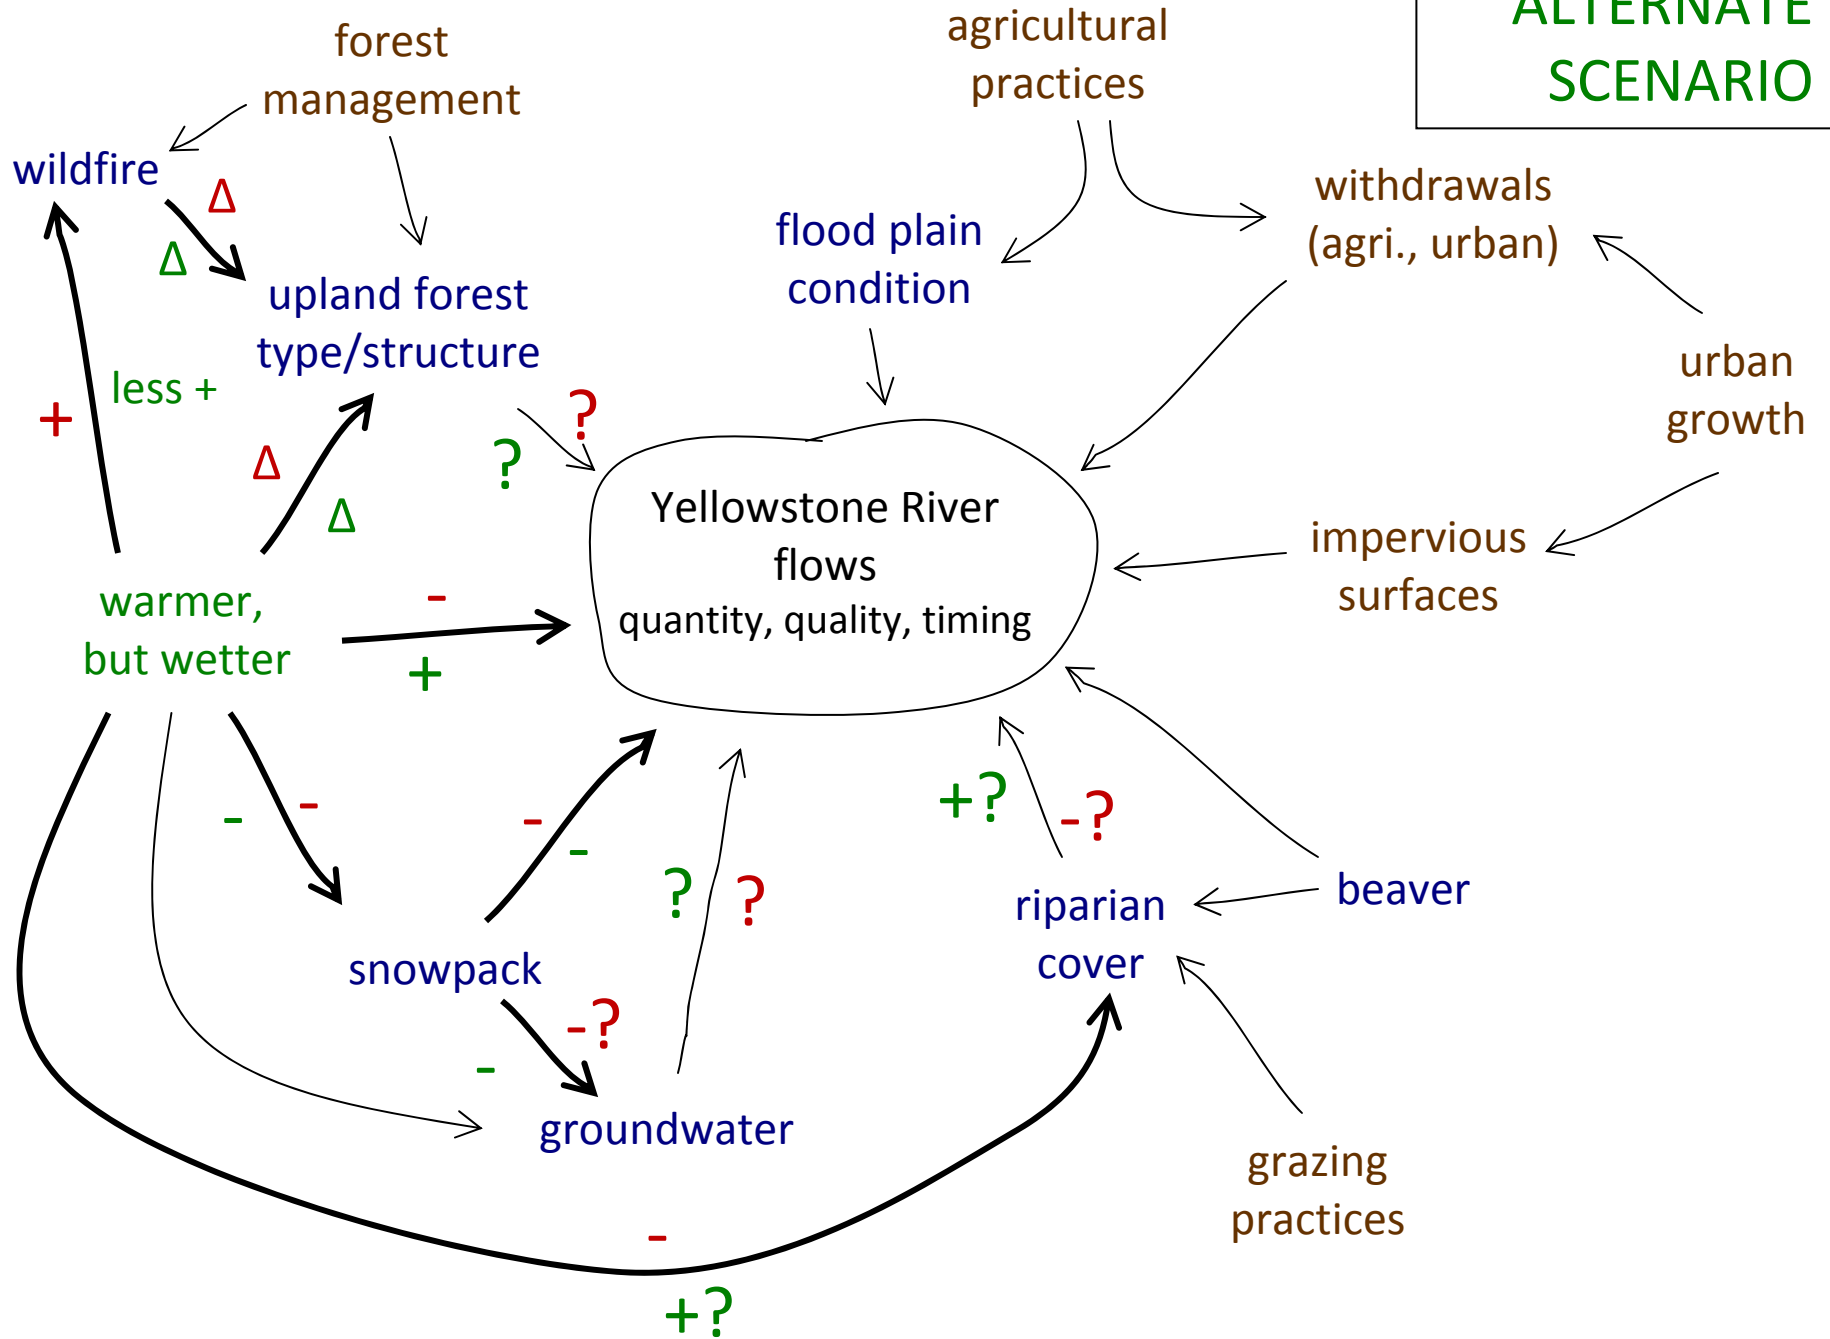 ALTERNATE
SCENARIO
forest
management
agricultural
practices
wildfire
Δ
Δ
withdrawals
(agri., urban)
flood plain
condition
upland forest
type/structure
less +
+
urban
growth
?
?
Δ
Δ
Yellowstone River
flows
quantity, quality, timing
impervious
surfaces
warmer,
but wetter
-
+
-
-
-
-
+?
-?
?
?
riparian
cover
beaver
snowpack
-?
-
groundwater
grazing
practices
-
+?